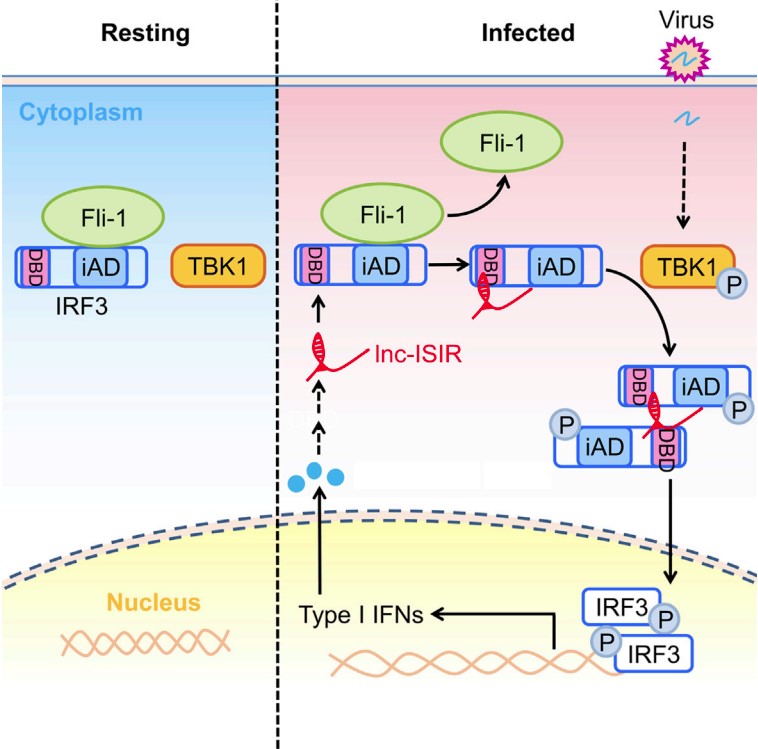 Resting
Infected
Virus
Cytoplasm
Fli-1
Fli-1
Fli-1
DBD
iAD
TBK1
IRF3
DBD
iAD
DBD
iAD
TBK1
P
lnc-ISIR
DBD
iAD
P
P
iAD
DBD
Nucleus
Type I IFNs
IRF3
P
P
IRF3